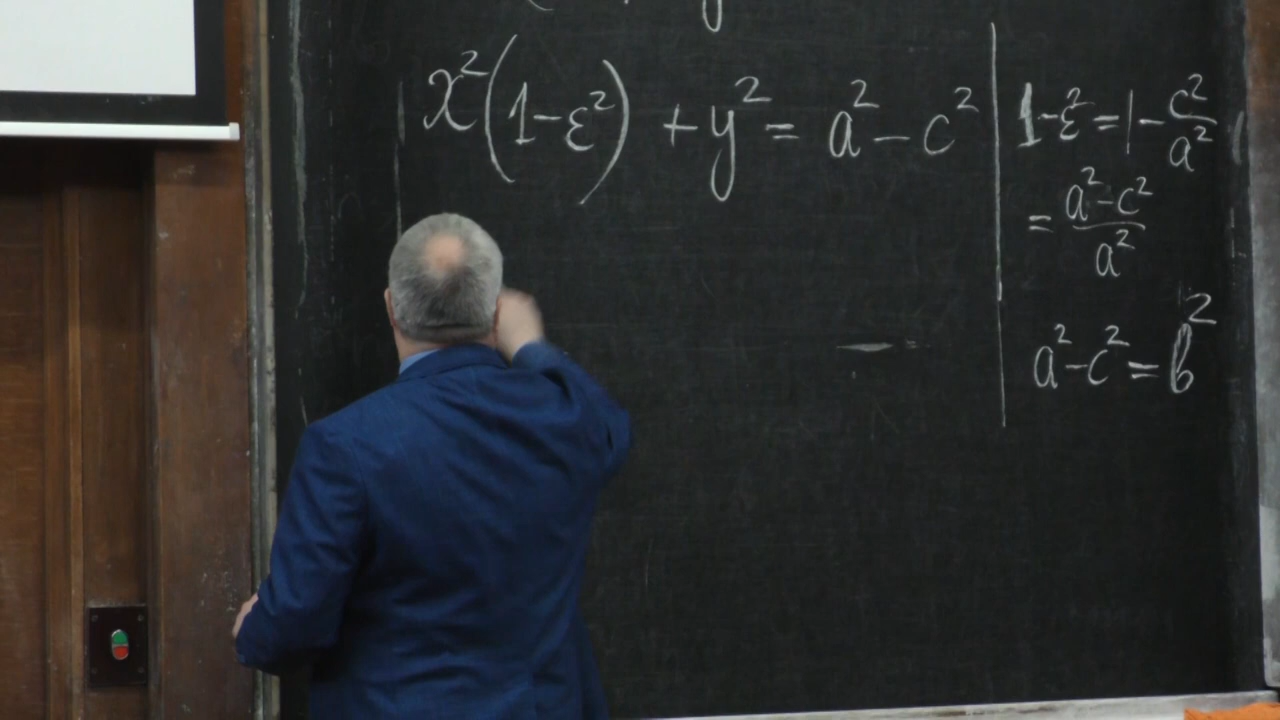 x²(1-ε²) + y² = a² - c²
1-ε² = 1 - c²/a²
= a²-c²/a²
a²-c² = b²